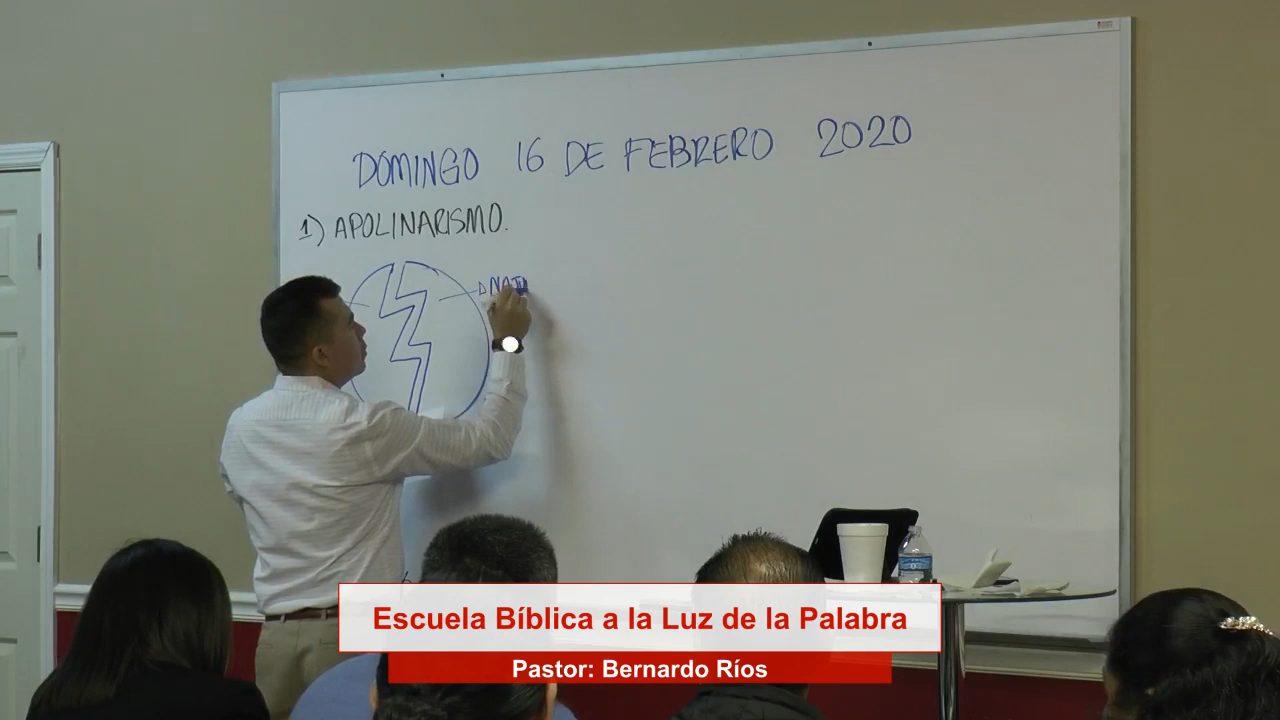 DOMINGO 16 DE FEBRERO 2020
1) APOLINARISMO.
Escuela Bíblica a la Luz de la Palabra
Pastor: Bernardo Ríos